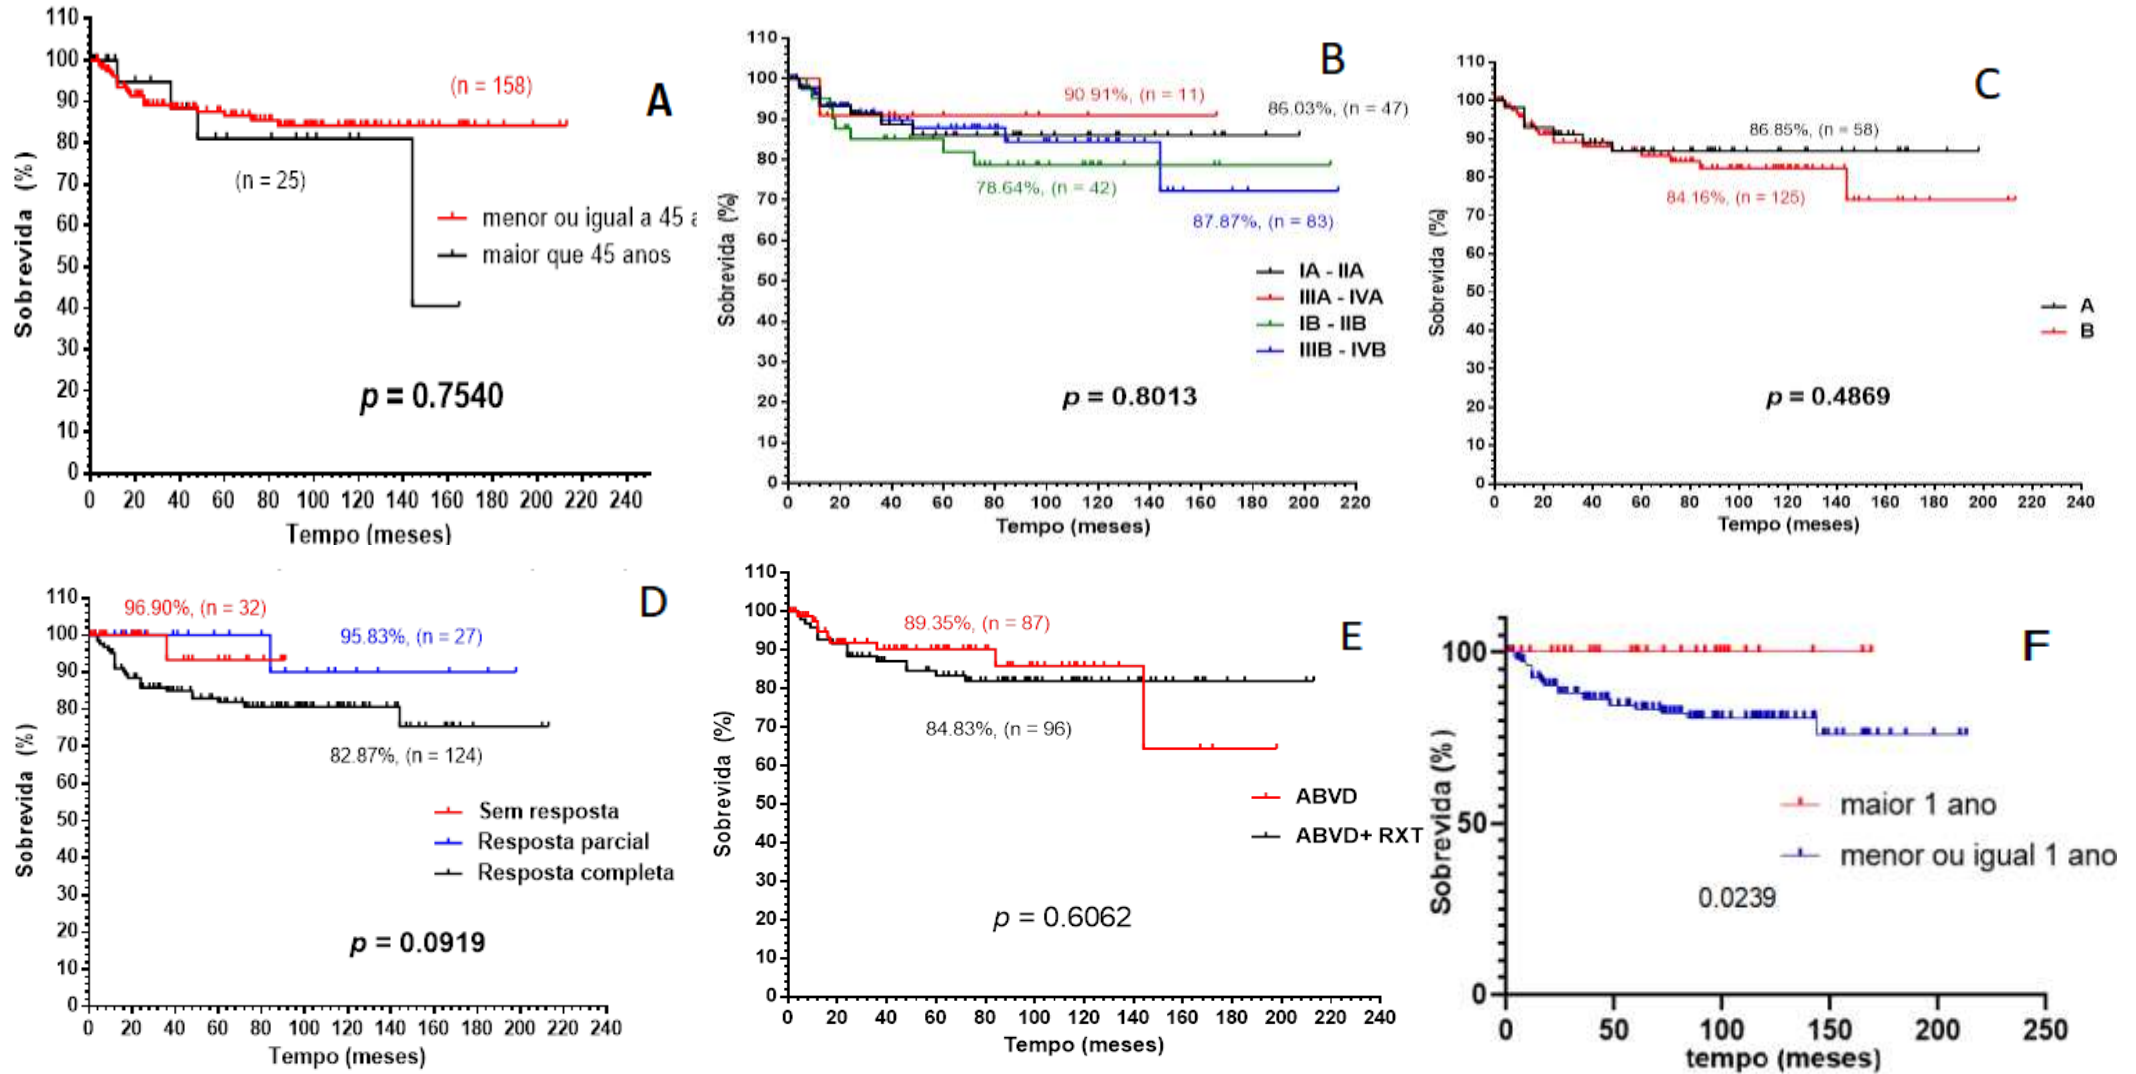 A
110
100
90
80
70
60
50
40
30
20
10
0
Sobrevida (%)
(n = 158)
(n = 25)
menor ou igual a 45 a
maior que 45 anos
p = 0.7540
0 20 40 60 80 100 120 140 160 180 200 220 240
Tempo (meses)
B
110
100
90
80
70
60
50
40
30
20
10
0
Sobrevida (%)
90.91%, (n = 11)
86.03%, (n = 47)
78.64%, (n = 42)
87.87%, (n = 83)
IA - IIA
IIIA - IVA
IB - IIB
IIIB - IVB
p = 0.8013
0 20 40 60 80 100 120 140 160 180 200 220
Tempo (meses)
C
110
100
90
80
70
60
50
40
30
20
10
0
Sobrevida (%)
86.85%, (n = 58)
84.16%, (n = 125)
A
B
p = 0.4869
0 20 40 60 80 100 120 140 160 180 200 220 240
Tempo (meses)
D
110
100
90
80
70
60
50
40
30
20
10
0
Sobrevida (%)
96.90%, (n = 32)
95.83%, (n = 27)
82.87%, (n = 124)
Sem resposta
Resposta parcial
Resposta completa
p = 0.0919
0 20 40 60 80 100 120 140 160 180 200 220 240
Tempo (meses)
E
110
100
90
80
70
60
50
40
30
20
10
0
Sobrevida (%)
89.35%, (n = 87)
84.83%, (n = 96)
ABVD
ABVD+ RXT
p = 0.6062
0 20 40 60 80 100 120 140 160 180 200 220 240
Tempo (meses)
F
100
50
0
Sobrevida (%)
maior 1 ano
menor ou igual 1 ano
0.0239
0 50 100 150 200 250
tempo (meses)